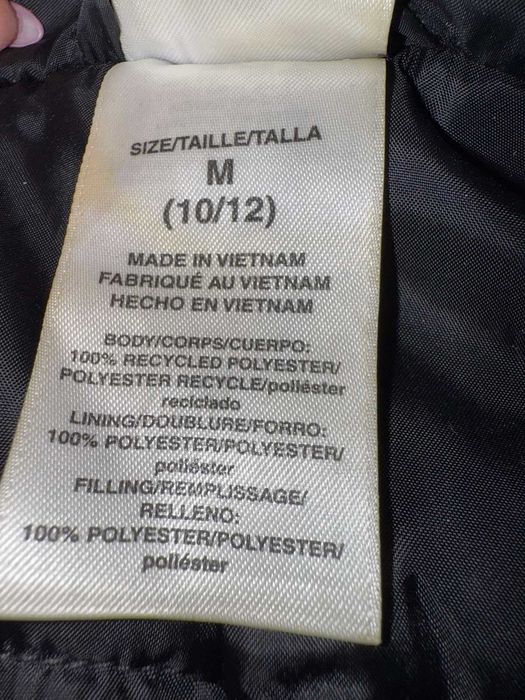 SIZE/TAILLE/TALLA
M
(10/12)
MADE IN VIETNAM
FABRIQUÉ AU VIETNAM
HECHO EN VIETNAM
BODY/CORPS/CUERPO:
100% RECYCLED POLYESTER/
POLYESTER RECYCLE/poliéster
reciclado
LINING/DOUBLURE/FORRO:
100% POLYESTER/POLYESTER/
poliéster
FILLING/REMPLISSAGE/
RELLENO:
100% POLYESTER/POLYESTER/
poliéster